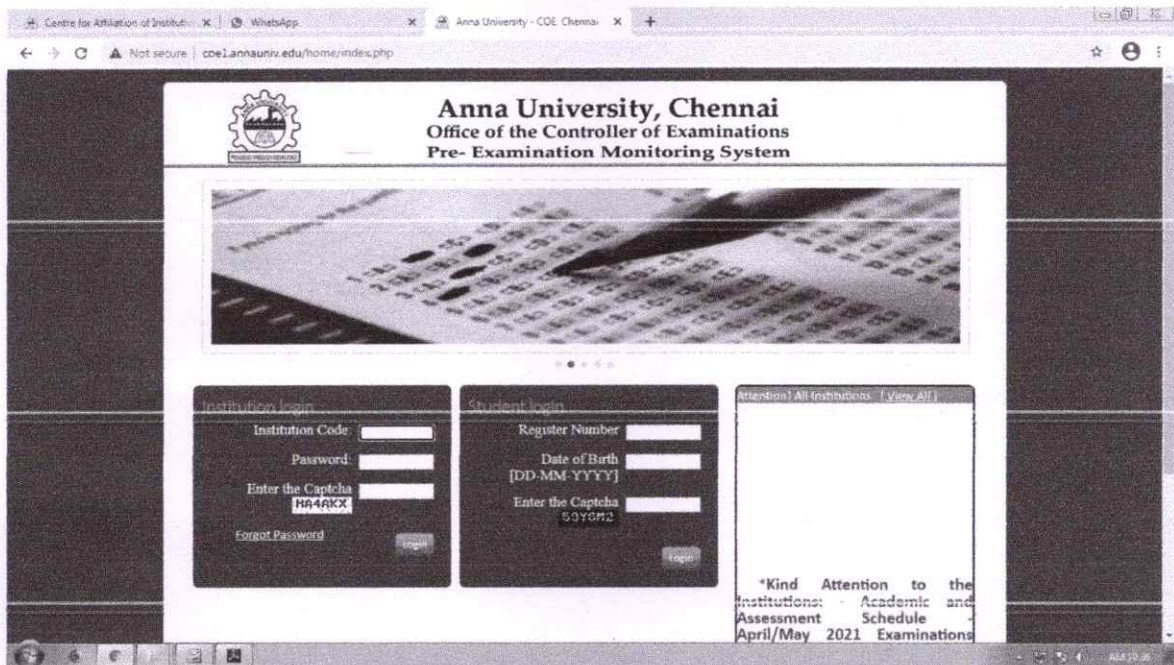 Centre for Affiliation of Institutio
WhatsApp
Anna University - COE, Chennai
Not secure
coe1.annauniv.edu/home/index.php
Anna University, Chennai
Office of the Controller of Examinations
Pre- Examination Monitoring System
Institution login
Institution Code:
Password:
Enter the Captcha
HA4AKX
Forgot Password
Login
Student login
Register Number
Date of Birth
[DD-MM-YYYY]
Enter the Captcha
Login
Attention! All Institutions [ View All ]
*Kind Attention to the
Institutions: - Academic and
Assessment Schedule -
April/May 2021 Examinations